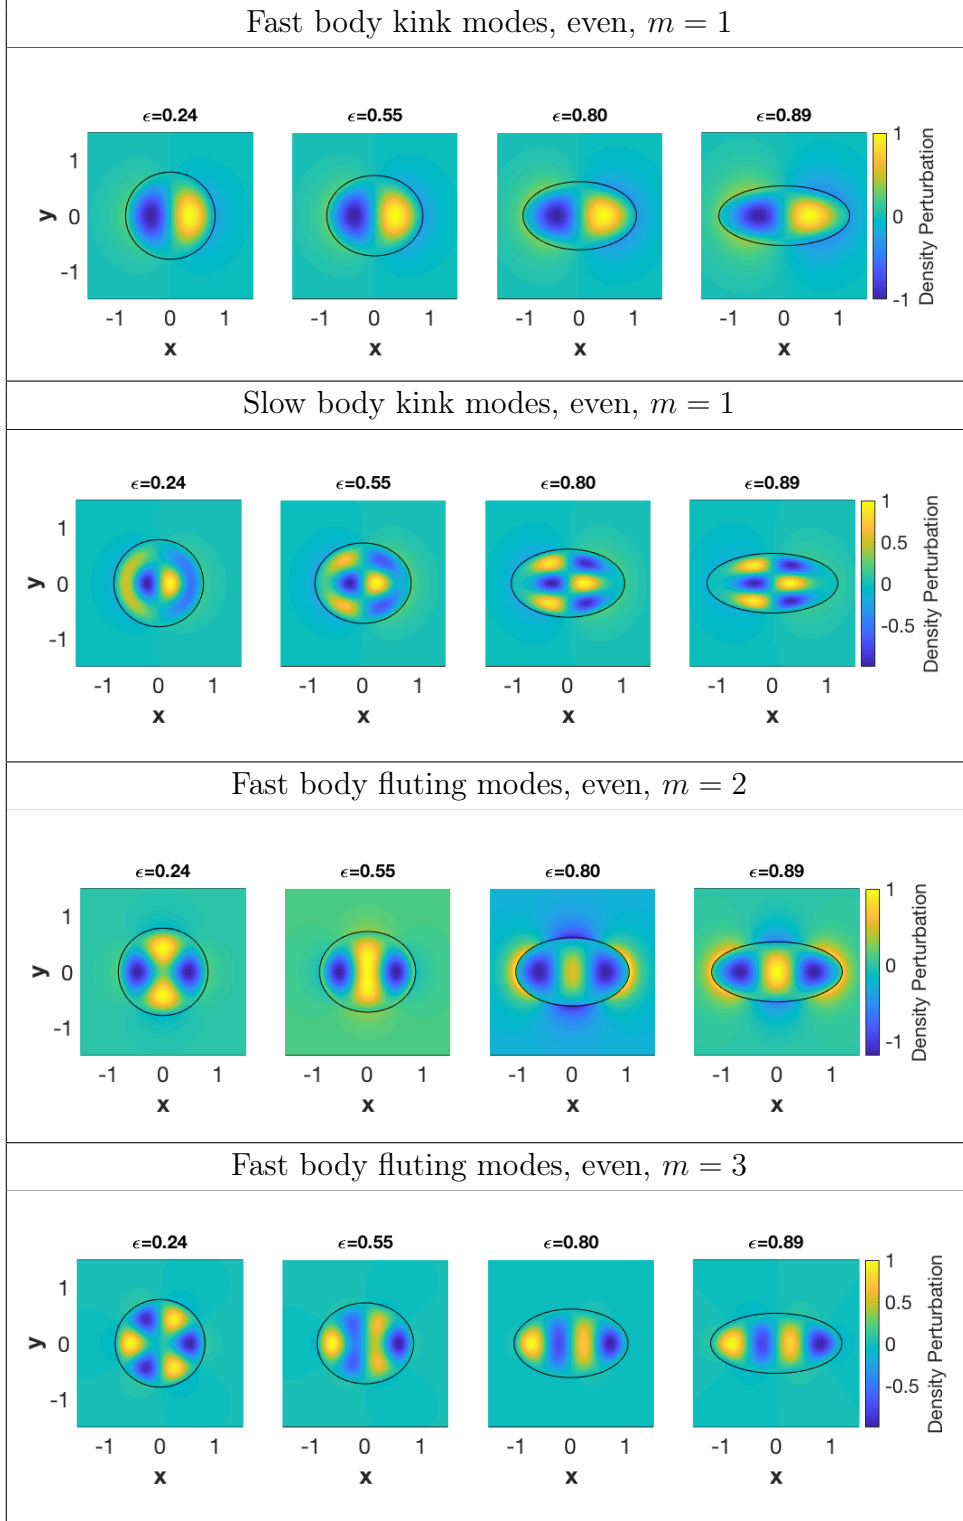 Fast body kink modes, even, m = 1
ϵ=0.24 ϵ=0.55 ϵ=0.80 ϵ=0.89
1
0
-1
y
-1 0 1 -1 0 1 -1 0 1 -1 0 1
x x x x
1
0
-1
Density Perturbation
Slow body kink modes, even, m = 1
ϵ=0.24 ϵ=0.55 ϵ=0.80 ϵ=0.89
1
0
-1
y
-1 0 1 -1 0 1 -1 0 1 -1 0 1
x x x x
1
0.5
0
-0.5
Density Perturbation
Fast body fluting modes, even, m = 2
ϵ=0.24 ϵ=0.55 ϵ=0.80 ϵ=0.89
1
0
-1
y
-1 0 1 -1 0 1 -1 0 1 -1 0 1
x x x x
1
0
-1
Density Perturbation
Fast body fluting modes, even, m = 3
ϵ=0.24 ϵ=0.55 ϵ=0.80 ϵ=0.89
1
0
-1
y
-1 0 1 -1 0 1 -1 0 1 -1 0 1
x x x x
1
0.5
0
-0.5
Density Perturbation